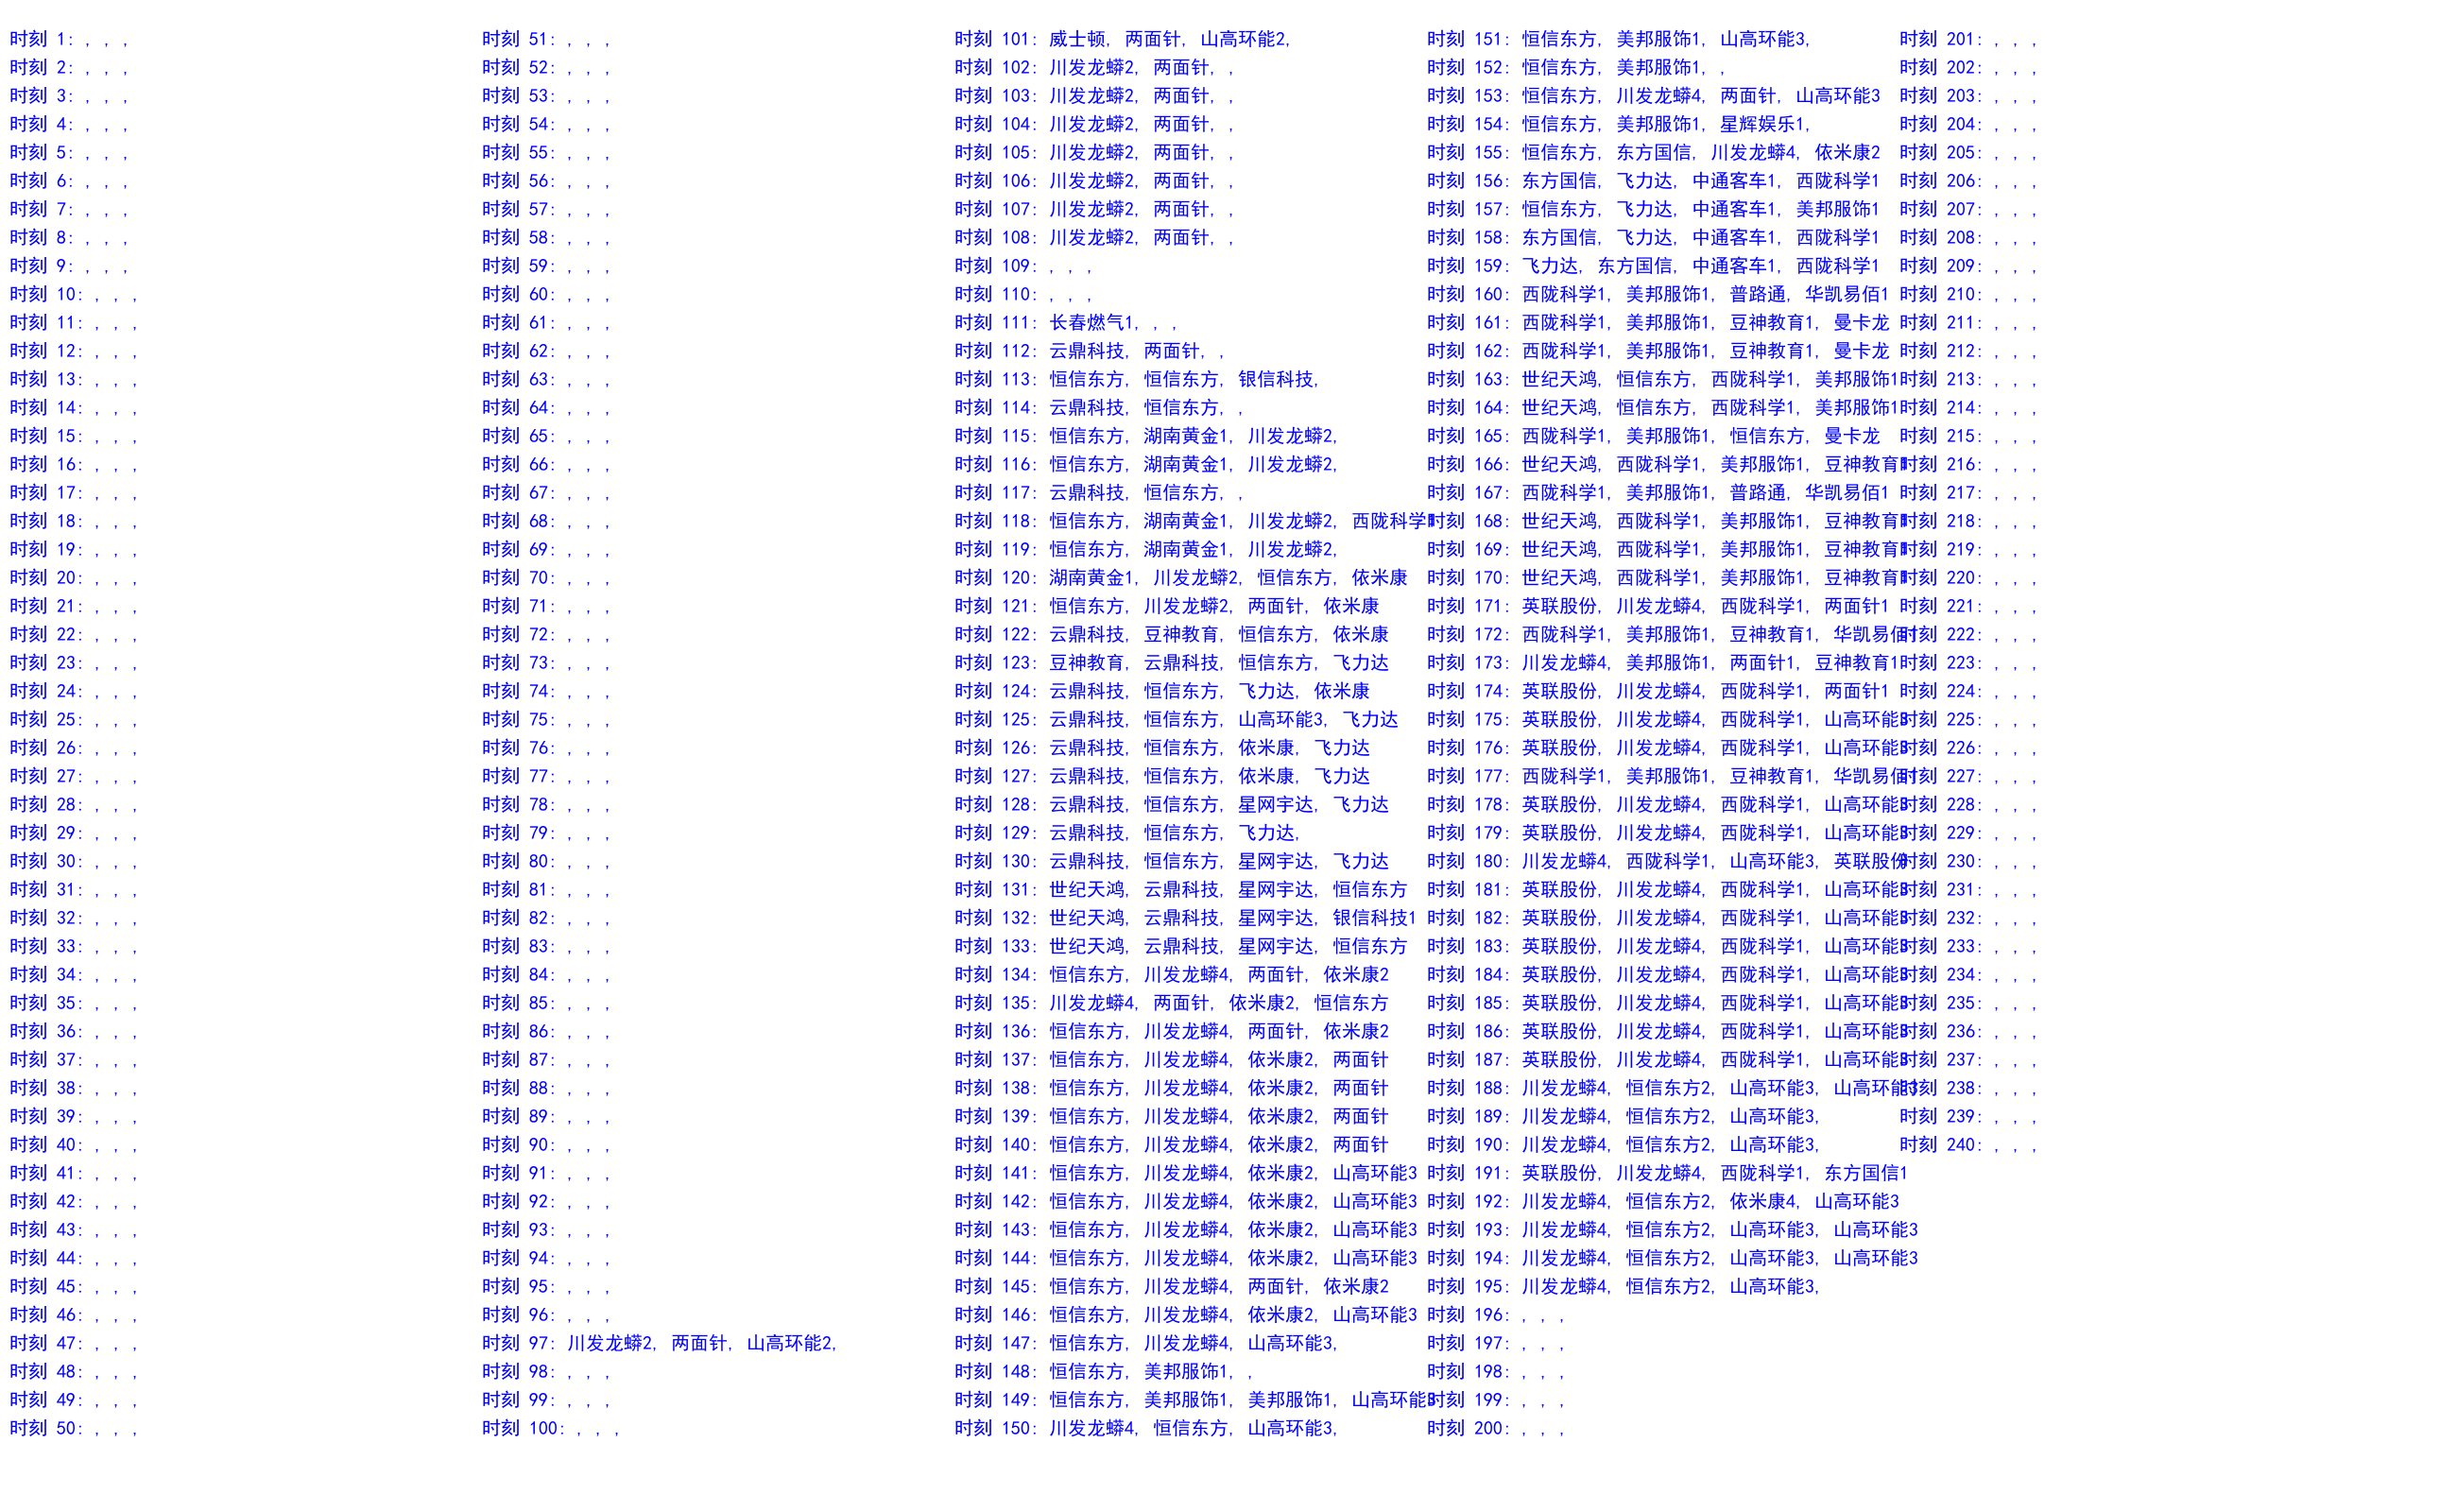 时刻 1: , , ,
时刻 2: , , ,
时刻 3: , , ,
时刻 4: , , ,
时刻 5: , , ,
时刻 6: , , ,
时刻 7: , , ,
时刻 8: , , ,
时刻 9: , , ,
时刻 10: , , ,
时刻 11: , , ,
时刻 12: , , ,
时刻 13: , , ,
时刻 14: , , ,
时刻 15: , , ,
时刻 16: , , ,
时刻 17: , , ,
时刻 18: , , ,
时刻 19: , , ,
时刻 20: , , ,
时刻 21: , , ,
时刻 22: , , ,
时刻 23: , , ,
时刻 24: , , ,
时刻 25: , , ,
时刻 26: , , ,
时刻 27: , , ,
时刻 28: , , ,
时刻 29: , , ,
时刻 30: , , ,
时刻 31: , , ,
时刻 32: , , ,
时刻 33: , , ,
时刻 34: , , ,
时刻 35: , , ,
时刻 36: , , ,
时刻 37: , , ,
时刻 38: , , ,
时刻 39: , , ,
时刻 40: , , ,
时刻 41: , , ,
时刻 42: , , ,
时刻 43: , , ,
时刻 44: , , ,
时刻 45: , , ,
时刻 46: , , ,
时刻 47: , , ,
时刻 48: , , ,
时刻 49: , , ,
时刻 50: , , ,
时刻 51: , , ,
时刻 52: , , ,
时刻 53: , , ,
时刻 54: , , ,
时刻 55: , , ,
时刻 56: , , ,
时刻 57: , , ,
时刻 58: , , ,
时刻 59: , , ,
时刻 60: , , ,
时刻 61: , , ,
时刻 62: , , ,
时刻 63: , , ,
时刻 64: , , ,
时刻 65: , , ,
时刻 66: , , ,
时刻 67: , , ,
时刻 68: , , ,
时刻 69: , , ,
时刻 70: , , ,
时刻 71: , , ,
时刻 72: , , ,
时刻 73: , , ,
时刻 74: , , ,
时刻 75: , , ,
时刻 76: , , ,
时刻 77: , , ,
时刻 78: , , ,
时刻 79: , , ,
时刻 80: , , ,
时刻 81: , , ,
时刻 82: , , ,
时刻 83: , , ,
时刻 84: , , ,
时刻 85: , , ,
时刻 86: , , ,
时刻 87: , , ,
时刻 88: , , ,
时刻 89: , , ,
时刻 90: , , ,
时刻 91: , , ,
时刻 92: , , ,
时刻 93: , , ,
时刻 94: , , ,
时刻 95: , , ,
时刻 96: , , ,
时刻 97: 川发龙蟒2, 两面针, 山高环能2,
时刻 98: , , ,
时刻 99: , , ,
时刻 100: , , ,
时刻 101: 威士顿, 两面针, 山高环能2,
时刻 102: 川发龙蟒2, 两面针, ,
时刻 103: 川发龙蟒2, 两面针, ,
时刻 104: 川发龙蟒2, 两面针, ,
时刻 105: 川发龙蟒2, 两面针, ,
时刻 106: 川发龙蟒2, 两面针, ,
时刻 107: 川发龙蟒2, 两面针, ,
时刻 108: 川发龙蟒2, 两面针, ,
时刻 109: , , ,
时刻 110: , , ,
时刻 111: 长春燃气1, , ,
时刻 112: 云鼎科技, 两面针, ,
时刻 113: 恒信东方, 恒信东方, 银信科技,
时刻 114: 云鼎科技, 恒信东方, ,
时刻 115: 恒信东方, 湖南黄金1, 川发龙蟒2,
时刻 116: 恒信东方, 湖南黄金1, 川发龙蟒2,
时刻 117: 云鼎科技, 恒信东方, ,
时刻 118: 恒信东方, 湖南黄金1, 川发龙蟒2, 西陇科学
时刻 119: 恒信东方, 湖南黄金1, 川发龙蟒2,
时刻 120: 湖南黄金1, 川发龙蟒2, 恒信东方, 依米康
时刻 121: 恒信东方, 川发龙蟒2, 两面针, 依米康
时刻 122: 云鼎科技, 豆神教育, 恒信东方, 依米康
时刻 123: 豆神教育, 云鼎科技, 恒信东方, 飞力达
时刻 124: 云鼎科技, 恒信东方, 飞力达, 依米康
时刻 125: 云鼎科技, 恒信东方, 山高环能3, 飞力达
时刻 126: 云鼎科技, 恒信东方, 依米康, 飞力达
时刻 127: 云鼎科技, 恒信东方, 依米康, 飞力达
时刻 128: 云鼎科技, 恒信东方, 星网宇达, 飞力达
时刻 129: 云鼎科技, 恒信东方, 飞力达,
时刻 130: 云鼎科技, 恒信东方, 星网宇达, 飞力达
时刻 131: 世纪天鸿, 云鼎科技, 星网宇达, 恒信东方
时刻 132: 世纪天鸿, 云鼎科技, 星网宇达, 银信科技1
时刻 133: 世纪天鸿, 云鼎科技, 星网宇达, 恒信东方
时刻 134: 恒信东方, 川发龙蟒4, 两面针, 依米康2
时刻 135: 川发龙蟒4, 两面针, 依米康2, 恒信东方
时刻 136: 恒信东方, 川发龙蟒4, 两面针, 依米康2
时刻 137: 恒信东方, 川发龙蟒4, 依米康2, 两面针
时刻 138: 恒信东方, 川发龙蟒4, 依米康2, 两面针
时刻 139: 恒信东方, 川发龙蟒4, 依米康2, 两面针
时刻 140: 恒信东方, 川发龙蟒4, 依米康2, 两面针
时刻 141: 恒信东方, 川发龙蟒4, 依米康2, 山高环能3
时刻 142: 恒信东方, 川发龙蟒4, 依米康2, 山高环能3
时刻 143: 恒信东方, 川发龙蟒4, 依米康2, 山高环能3
时刻 144: 恒信东方, 川发龙蟒4, 依米康2, 山高环能3
时刻 145: 恒信东方, 川发龙蟒4, 两面针, 依米康2
时刻 146: 恒信东方, 川发龙蟒4, 依米康2, 山高环能3
时刻 147: 恒信东方, 川发龙蟒4, 山高环能3,
时刻 148: 恒信东方, 美邦服饰1, ,
时刻 149: 恒信东方, 美邦服饰1, 美邦服饰1, 山高环能3
时刻 150: 川发龙蟒4, 恒信东方, 山高环能3,
时刻 151: 恒信东方, 美邦服饰1, 山高环能3,
时刻 152: 恒信东方, 美邦服饰1, ,
时刻 153: 恒信东方, 川发龙蟒4, 两面针, 山高环能3
时刻 154: 恒信东方, 美邦服饰1, 星辉娱乐1,
时刻 155: 恒信东方, 东方国信, 川发龙蟒4, 依米康2
时刻 156: 东方国信, 飞力达, 中通客车1, 西陇科学1
时刻 157: 恒信东方, 飞力达, 中通客车1, 美邦服饰1
时刻 158: 东方国信, 飞力达, 中通客车1, 西陇科学1
时刻 159: 飞力达, 东方国信, 中通客车1, 西陇科学1
时刻 160: 西陇科学1, 美邦服饰1, 普路通, 华凯易佰1
时刻 161: 西陇科学1, 美邦服饰1, 豆神教育1, 曼卡龙
时刻 162: 西陇科学1, 美邦服饰1, 豆神教育1, 曼卡龙
时刻 163: 世纪天鸿, 恒信东方, 西陇科学1, 美邦服饰1
时刻 164: 世纪天鸿, 恒信东方, 西陇科学1, 美邦服饰1
时刻 165: 西陇科学1, 美邦服饰1, 恒信东方, 曼卡龙
时刻 166: 世纪天鸿, 西陇科学1, 美邦服饰1, 豆神教育
时刻 167: 西陇科学1, 美邦服饰1, 普路通, 华凯易佰1
时刻 168: 世纪天鸿, 西陇科学1, 美邦服饰1, 豆神教育
时刻 169: 世纪天鸿, 西陇科学1, 美邦服饰1, 豆神教育
时刻 170: 世纪天鸿, 西陇科学1, 美邦服饰1, 豆神教育
时刻 171: 英联股份, 川发龙蟒4, 西陇科学1, 两面针1
时刻 172: 西陇科学1, 美邦服饰1, 豆神教育1, 华凯易佰1
时刻 173: 川发龙蟒4, 美邦服饰1, 两面针1, 豆神教育1
时刻 174: 英联股份, 川发龙蟒4, 西陇科学1, 两面针1
时刻 175: 英联股份, 川发龙蟒4, 西陇科学1, 山高环能3
时刻 176: 英联股份, 川发龙蟒4, 西陇科学1, 山高环能3
时刻 177: 西陇科学1, 美邦服饰1, 豆神教育1, 华凯易佰1
时刻 178: 英联股份, 川发龙蟒4, 西陇科学1, 山高环能3
时刻 179: 英联股份, 川发龙蟒4, 西陇科学1, 山高环能3
时刻 180: 川发龙蟒4, 西陇科学1, 山高环能3, 英联股份
时刻 181: 英联股份, 川发龙蟒4, 西陇科学1, 山高环能3
时刻 182: 英联股份, 川发龙蟒4, 西陇科学1, 山高环能3
时刻 183: 英联股份, 川发龙蟒4, 西陇科学1, 山高环能3
时刻 184: 英联股份, 川发龙蟒4, 西陇科学1, 山高环能3
时刻 185: 英联股份, 川发龙蟒4, 西陇科学1, 山高环能3
时刻 186: 英联股份, 川发龙蟒4, 西陇科学1, 山高环能3
时刻 187: 英联股份, 川发龙蟒4, 西陇科学1, 山高环能3
时刻 188: 川发龙蟒4, 恒信东方2, 山高环能3, 山高环能3
时刻 189: 川发龙蟒4, 恒信东方2, 山高环能3,
时刻 190: 川发龙蟒4, 恒信东方2, 山高环能3,
时刻 191: 英联股份, 川发龙蟒4, 西陇科学1, 东方国信1
时刻 192: 川发龙蟒4, 恒信东方2, 依米康4, 山高环能3
时刻 193: 川发龙蟒4, 恒信东方2, 山高环能3, 山高环能3
时刻 194: 川发龙蟒4, 恒信东方2, 山高环能3, 山高环能3
时刻 195: 川发龙蟒4, 恒信东方2, 山高环能3,
时刻 196: , , ,
时刻 197: , , ,
时刻 198: , , ,
时刻 199: , , ,
时刻 200: , , ,
时刻 201: , , ,
时刻 202: , , ,
时刻 203: , , ,
时刻 204: , , ,
时刻 205: , , ,
时刻 206: , , ,
时刻 207: , , ,
时刻 208: , , ,
时刻 209: , , ,
时刻 210: , , ,
时刻 211: , , ,
时刻 212: , , ,
时刻 213: , , ,
时刻 214: , , ,
时刻 215: , , ,
时刻 216: , , ,
时刻 217: , , ,
时刻 218: , , ,
时刻 219: , , ,
时刻 220: , , ,
时刻 221: , , ,
时刻 222: , , ,
时刻 223: , , ,
时刻 224: , , ,
时刻 225: , , ,
时刻 226: , , ,
时刻 227: , , ,
时刻 228: , , ,
时刻 229: , , ,
时刻 230: , , ,
时刻 231: , , ,
时刻 232: , , ,
时刻 233: , , ,
时刻 234: , , ,
时刻 235: , , ,
时刻 236: , , ,
时刻 237: , , ,
时刻 238: , , ,
时刻 239: , , ,
时刻 240: , , ,